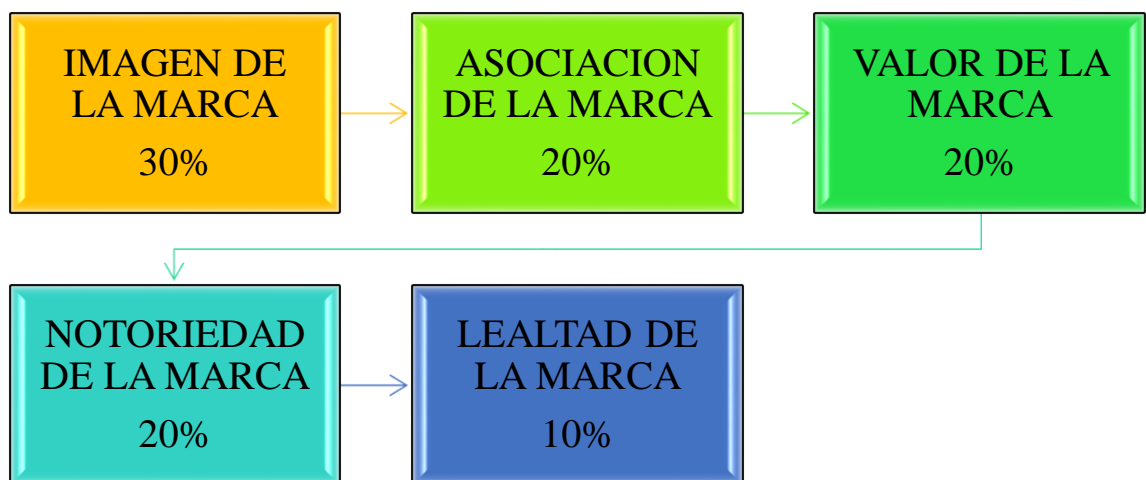 IMAGEN DE
LA MARCA
30%
ASOCIACION
DE LA MARCA
20%
VALOR DE LA
MARCA
20%
NOTORIEDAD
DE LA MARCA
20%
LEALTAD DE
LA MARCA
10%